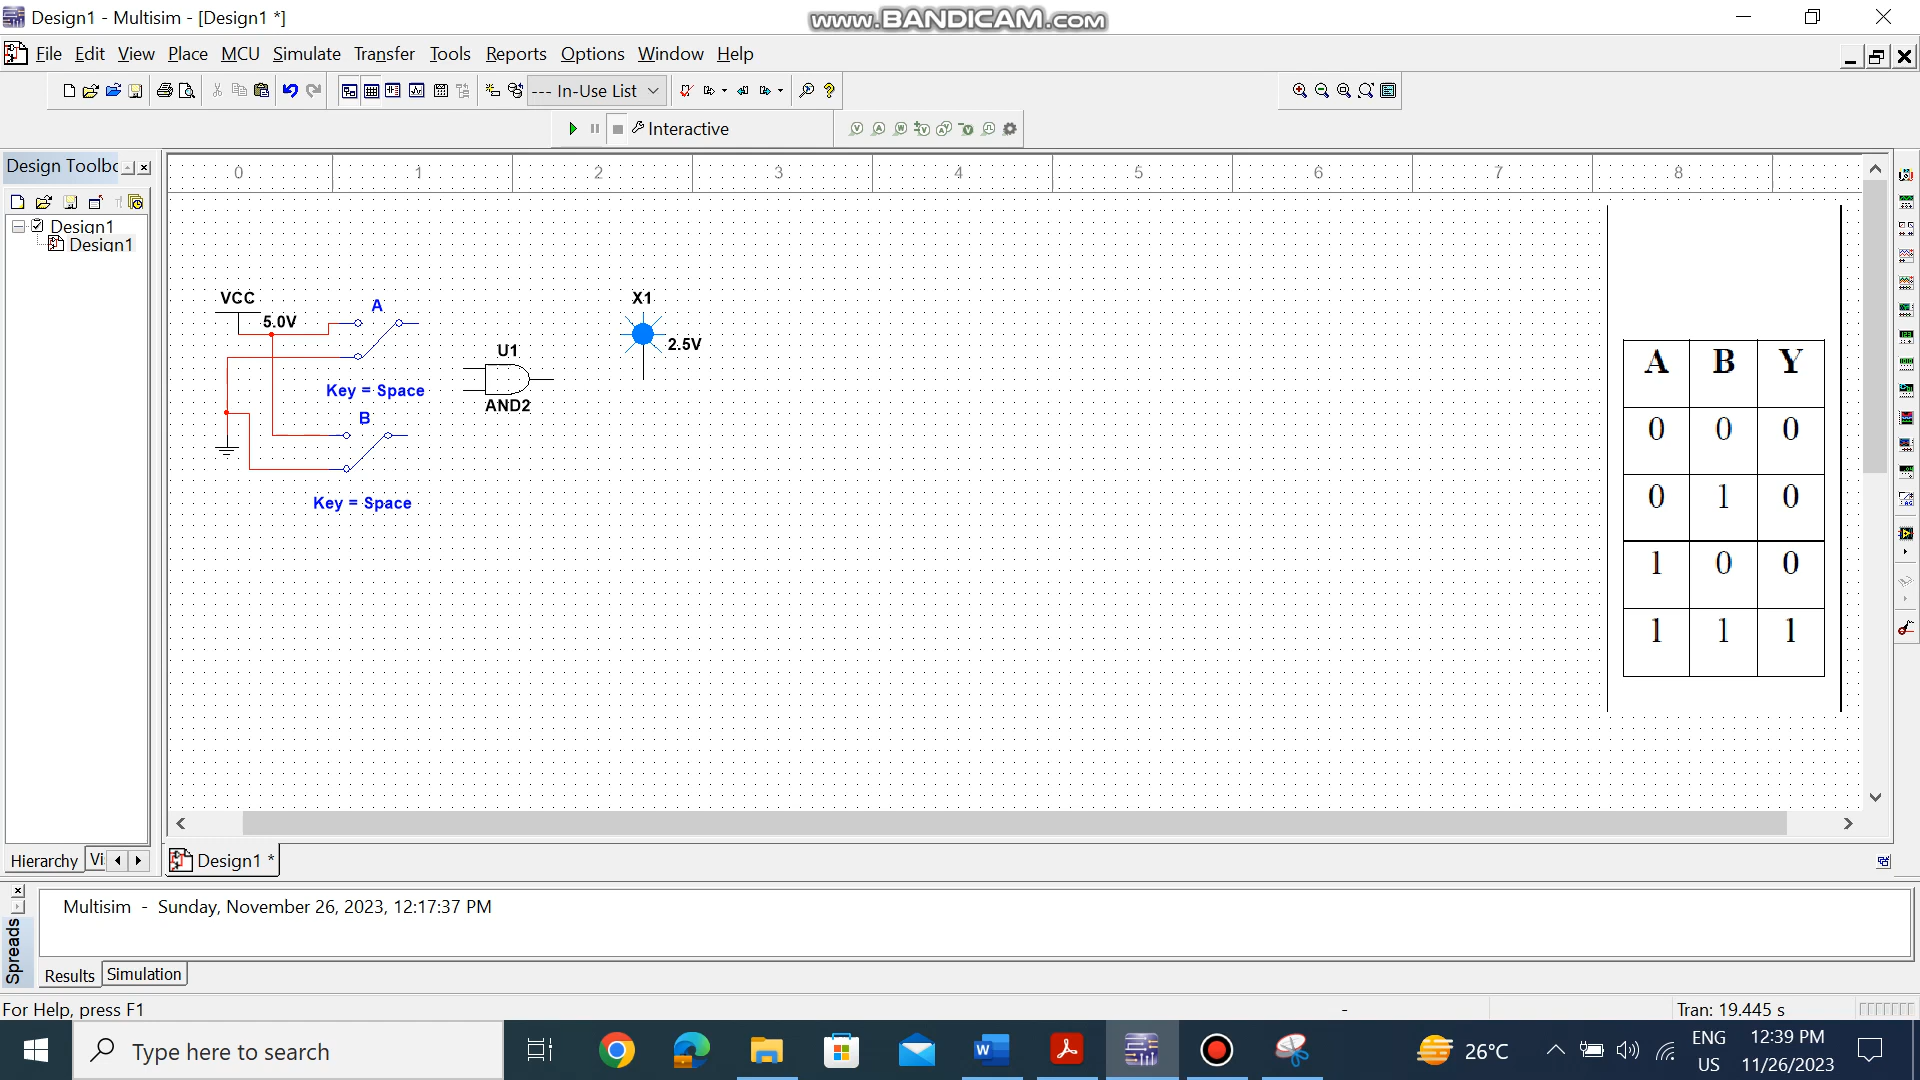 Design1 - Multisim - [Design1 *]
www.BANDICAM.com
File Edit View Place MCU Simulate Transfer Tools Reports Options Window Help
--- In-Use List
Interactive
Design Toolbo
0 1 2 3 4 5 6 7 8
Design1
Design1
VCC
5.0V
A
Key = Space
B
Key = Space
U1
AND2
X1
2.5V
A B Y
0 0 0
0 1 0
1 0 0
1 1 1
Hierarchy Vi
Design1 *
Spreads
Multisim - Sunday, November 26, 2023, 12:17:37 PM
Results Simulation
For Help, press F1
-
Tran: 19.445 s
Type here to search
26°C
ENG
US
12:39 PM
11/26/2023